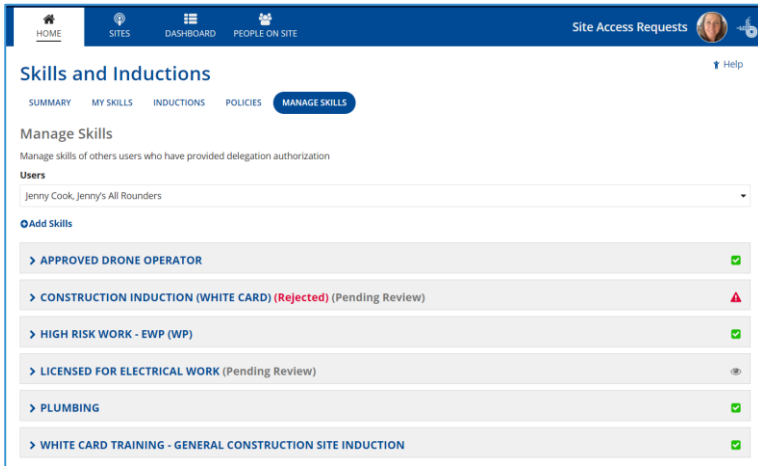 HOME SITES DASHBOARD PEOPLE ON SITE Site Access Requests
Skills and Inductions Help
SUMMARY MY SKILLS INDUCTIONS POLICIES MANAGE SKILLS
Manage Skills
Manage skills of others users who have provided delegation authorization
Users
Jenny Cook, Jenny's All Rounders
Add Skills
APPROVED DRONE OPERATOR
CONSTRUCTION INDUCTION (WHITE CARD) (Rejected) (Pending Review)
HIGH RISK WORK - EWP (WP)
LICENSED FOR ELECTRICAL WORK (Pending Review)
PLUMBING
WHITE CARD TRAINING - GENERAL CONSTRUCTION SITE INDUCTION